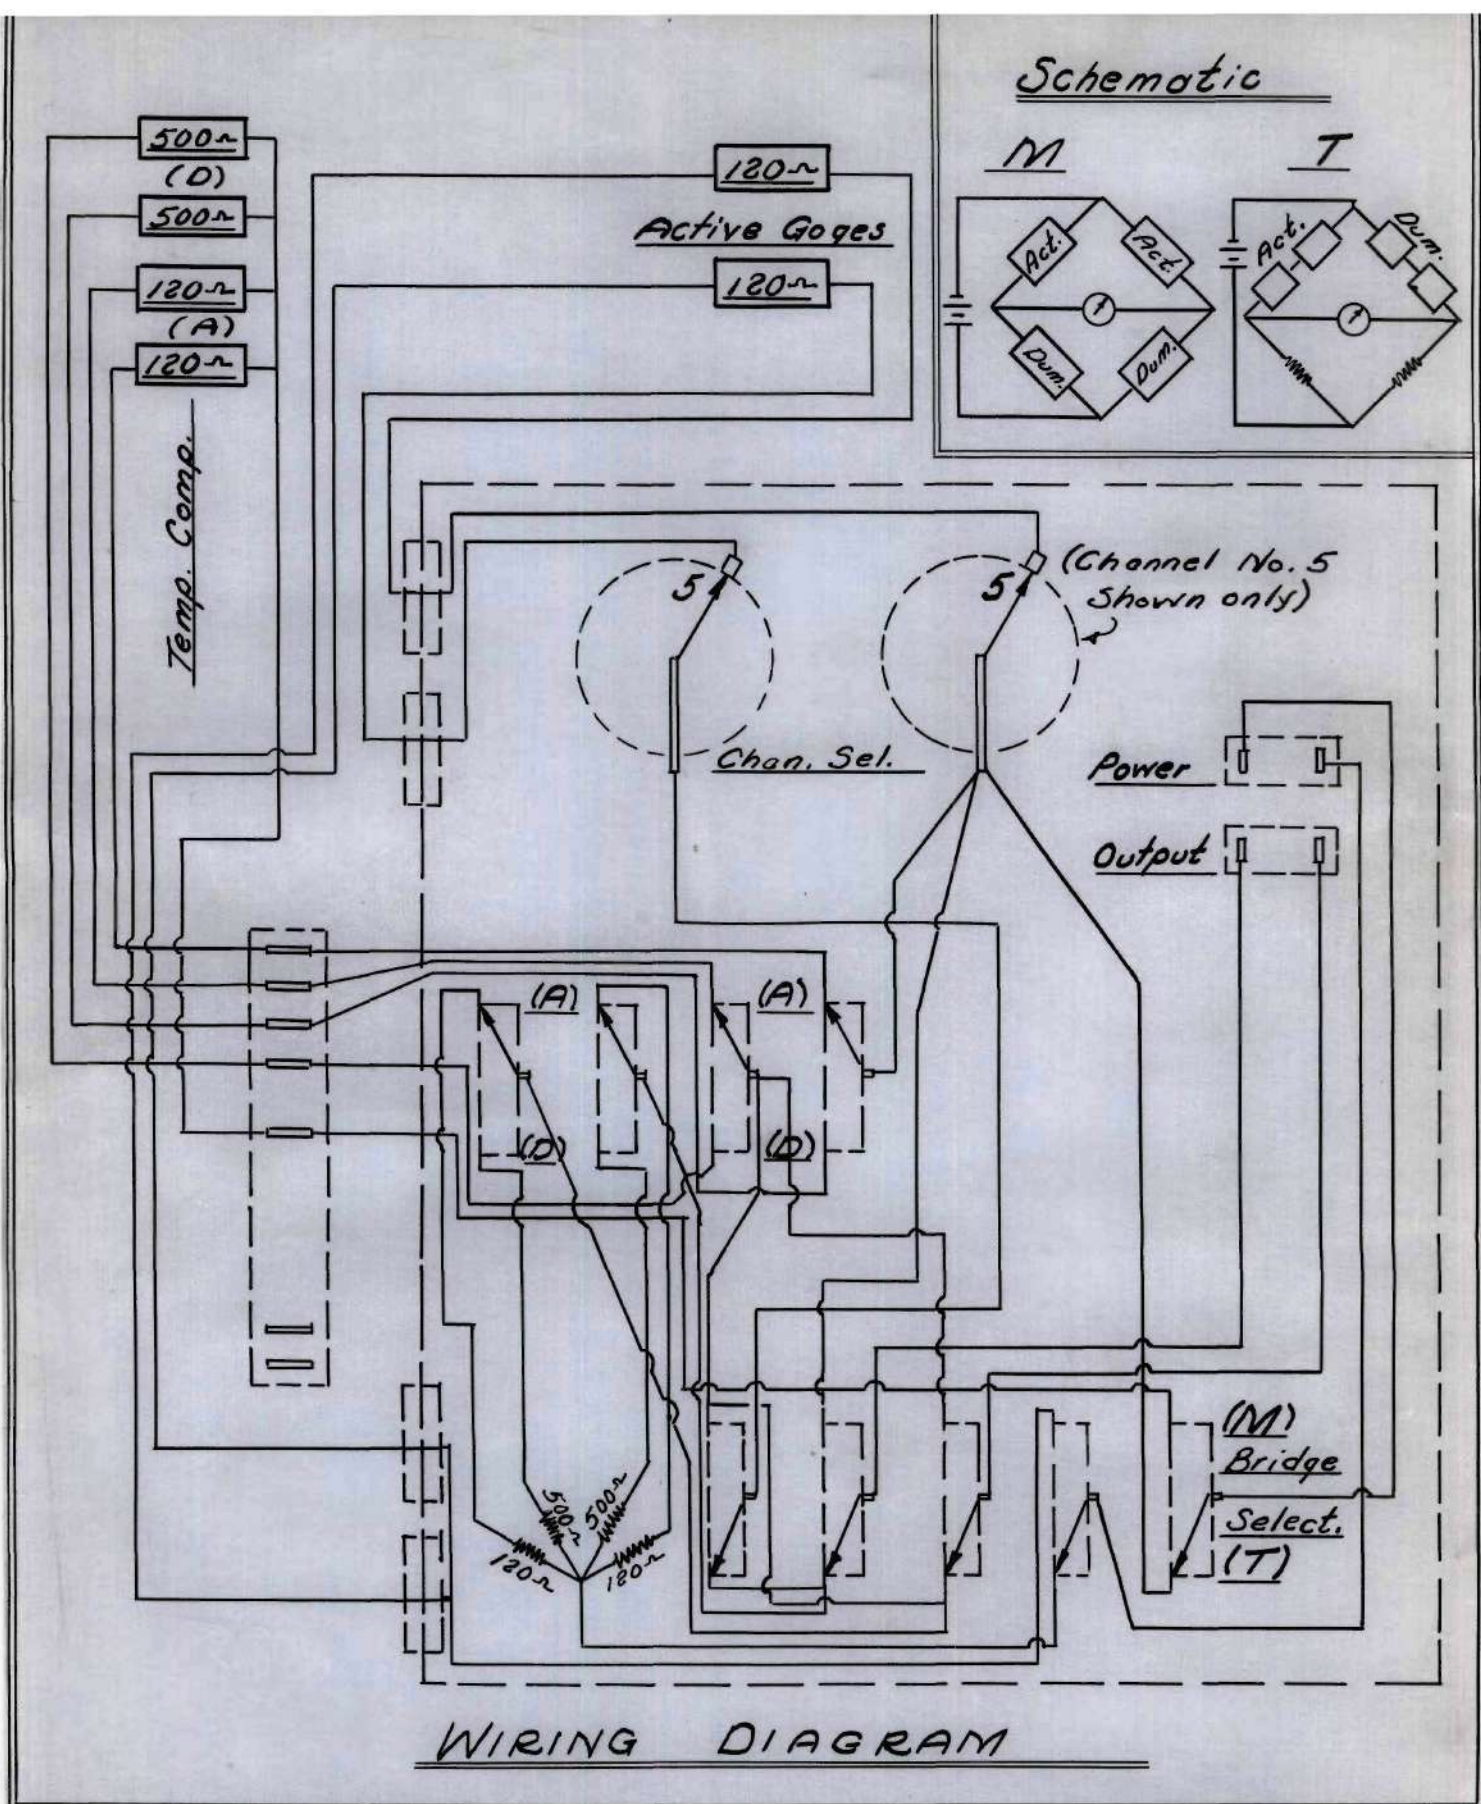 Schematic
M
T
Act.
Act.
Dum.
Dum.
Act.
Dum.
500Ω
(D)
500Ω
120Ω
(A)
120Ω
Temp. Comp.
120Ω
Active Gages
120Ω
5
5
(Channel No. 5
Shown only)
Chan. Sel.
Power
Output
(A)
(A)
(D)
(D)
(M)
Bridge
Select.
(T)
500Ω
500Ω
120Ω
120Ω
WIRING DIAGRAM